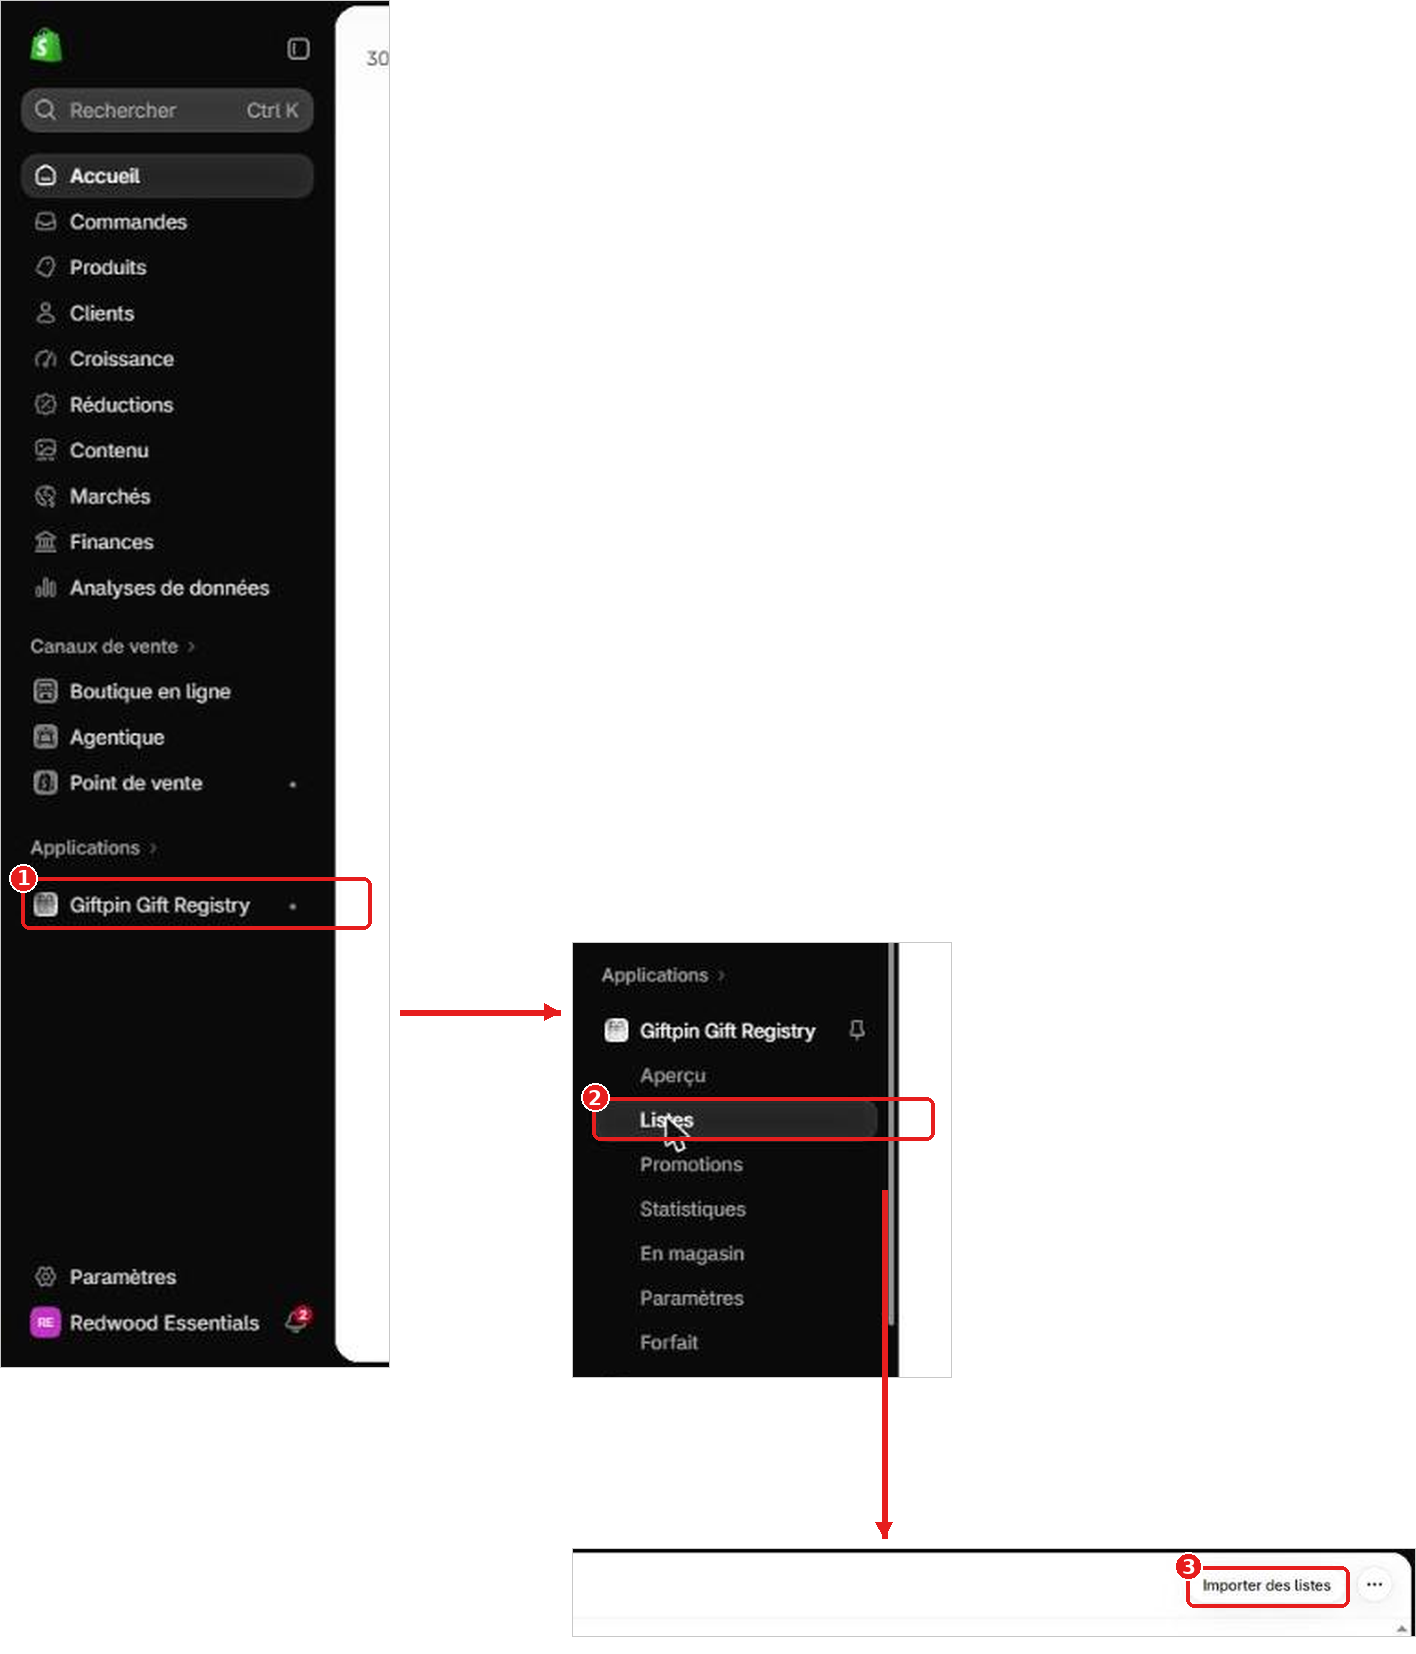 30
Rechercher Ctrl K
Accueil
Commandes
Produits
Clients
Croissance
Réductions
Contenu
Marchés
Finances
Analyses de données
Canaux de vente
Boutique en ligne
Agentique
Point de vente
Applications
1
Giftpin Gift Registry
Paramètres
RE Redwood Essentials 2
Applications
Giftpin Gift Registry
Aperçu
2
Listes
Promotions
Statistiques
En magasin
Paramètres
Forfait
3
Importer des listes